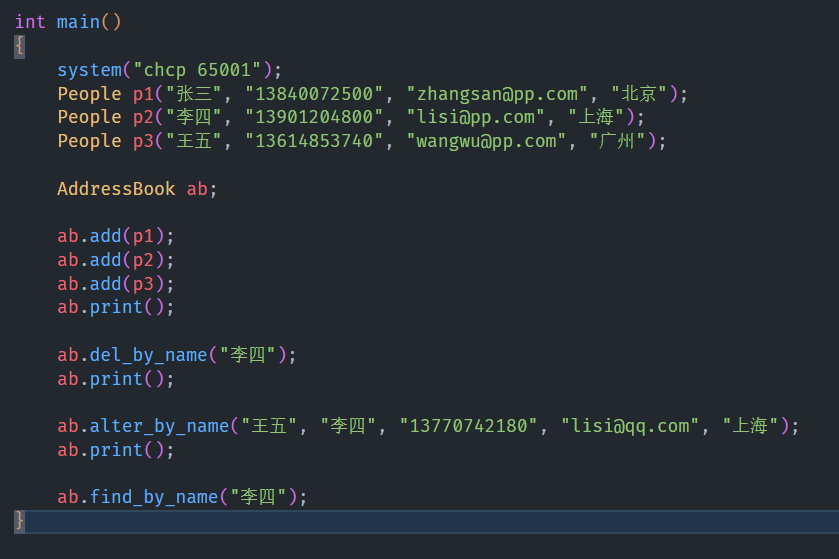 int main()
{
    system("chcp 65001");
    People p1("张三", "13840072500", "zhangsan@pp.com", "北京");
    People p2("李四", "13901204800", "lisi@pp.com", "上海");
    People p3("王五", "13614853740", "wangwu@pp.com", "广州");

    AddressBook ab;

    ab.add(p1);
    ab.add(p2);
    ab.add(p3);
    ab.print();

    ab.del_by_name("李四");
    ab.print();

    ab.alter_by_name("王五", "李四", "13770742180", "lisi@qq.com", "上海");
    ab.print();

    ab.find_by_name("李四");
}